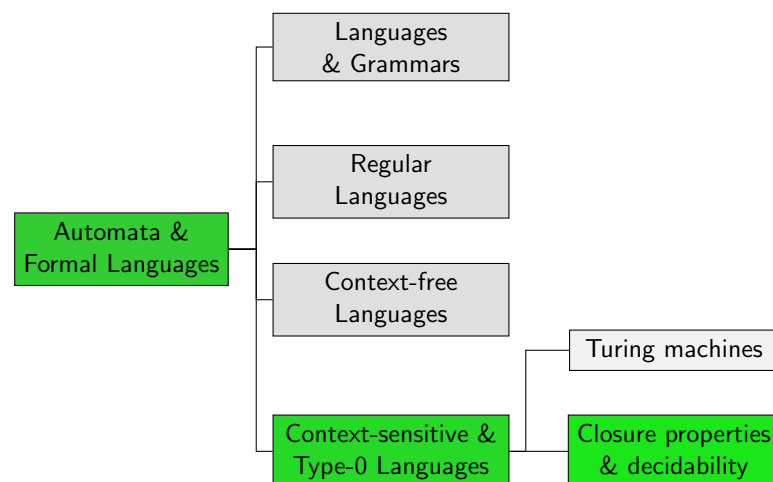 Languages
& Grammars
Regular
Languages
Automata &
Formal Languages
Context-free
Languages
Turing machines
Context-sensitive &
Type-0 Languages
Closure properties
& decidability